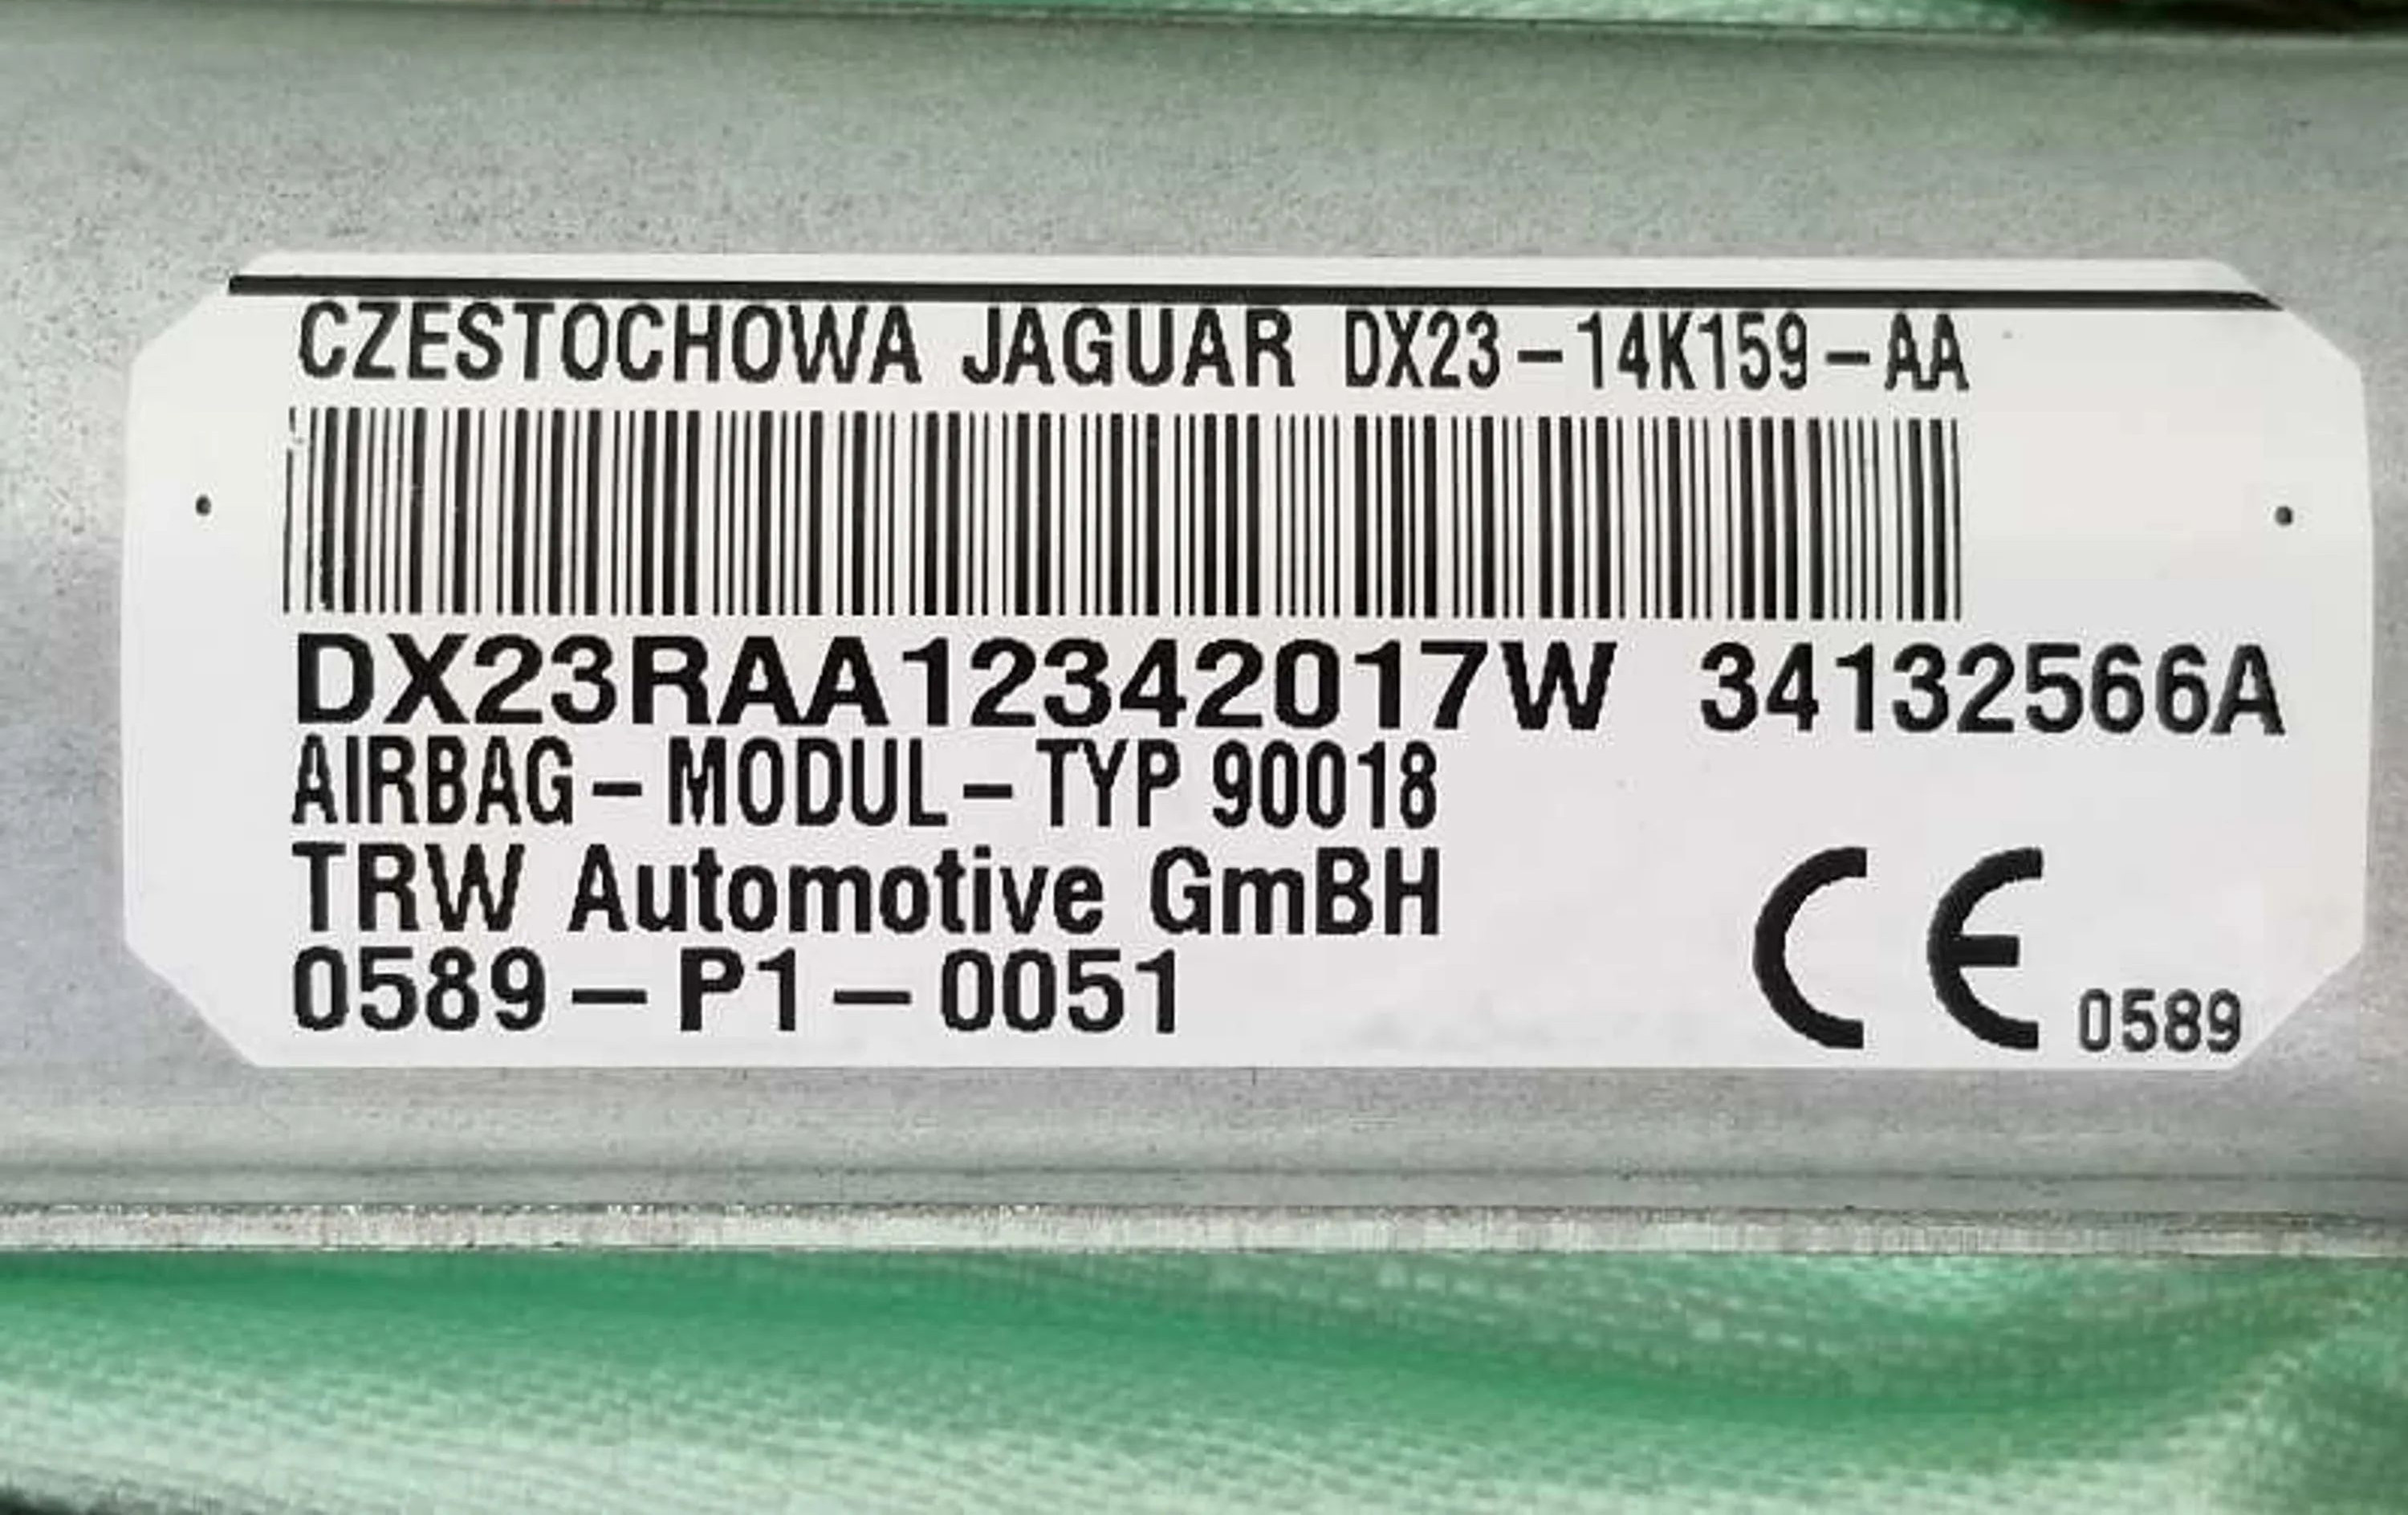 CZESTOCHOWA JAGUAR DX23-14K159-AA
DX23RAA12342017W 34132566A
AIRBAG-MODUL-TYP 90018
TRW Automotive GmBH
0589-P1-0051
CE 0589